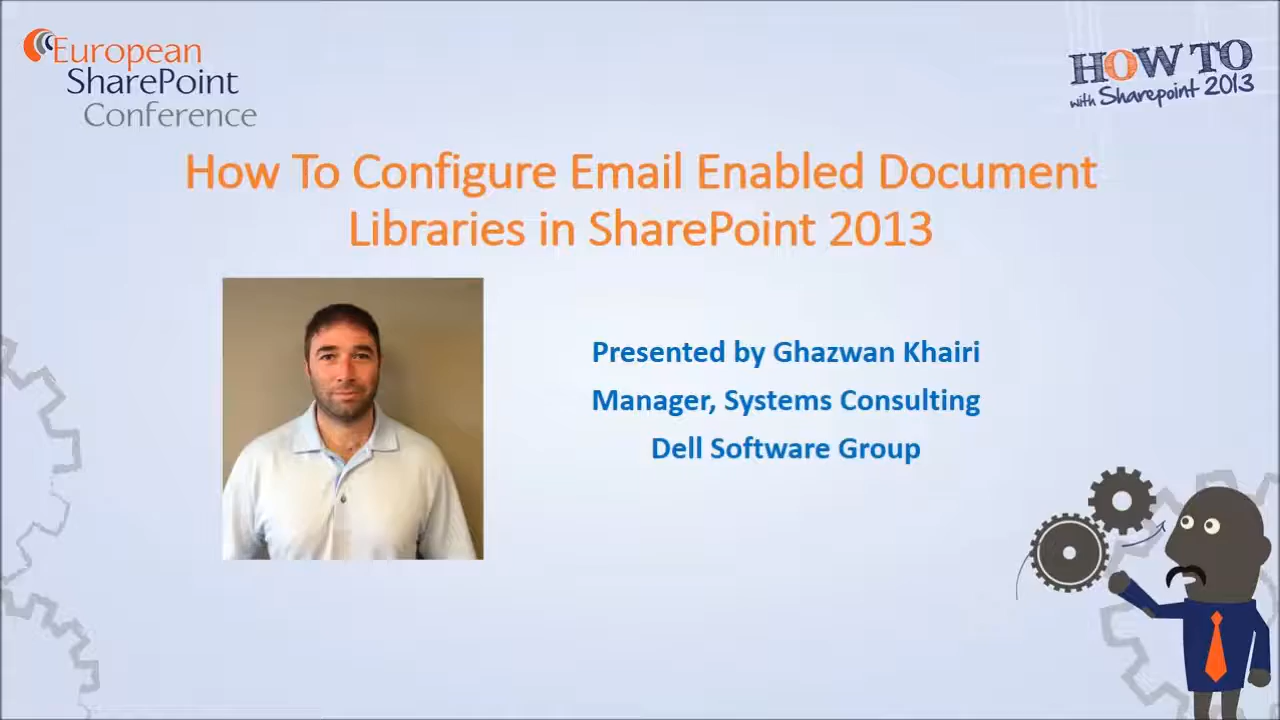 European
SharePoint
Conference
HOW TO
with Sharepoint 2013
How To Configure Email Enabled Document
Libraries in SharePoint 2013
Presented by Ghazwan Khairi
Manager, Systems Consulting
Dell Software Group